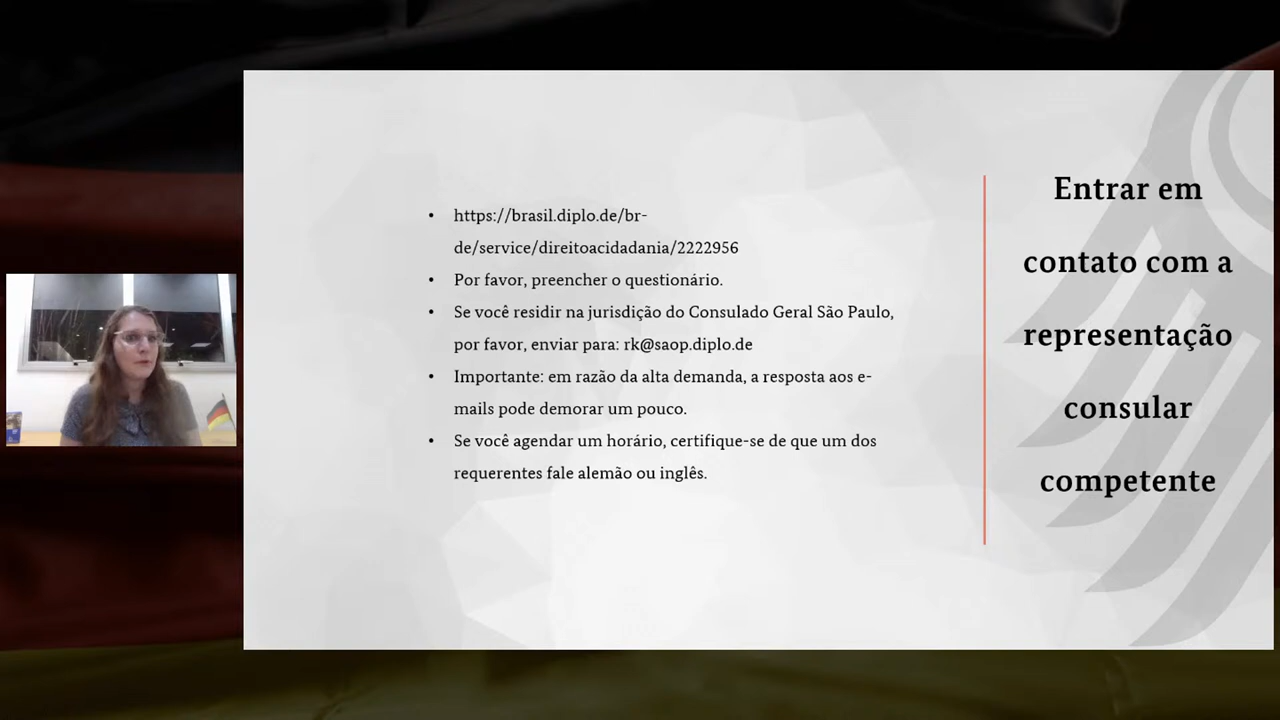 https://brasil.diplo.de/br-
de/service/direitoacidadania/2222956
Por favor, preencher o questionário.
Se você residir na jurisdição do Consulado Geral São Paulo,
por favor, enviar para: rk@saop.diplo.de
Importante: em razão da alta demanda, a resposta aos e-
mails pode demorar um pouco.
Se você agendar um horário, certifique-se de que um dos
requerentes fale alemão ou inglês.
Entrar em
contato com a
representação
consular
competente